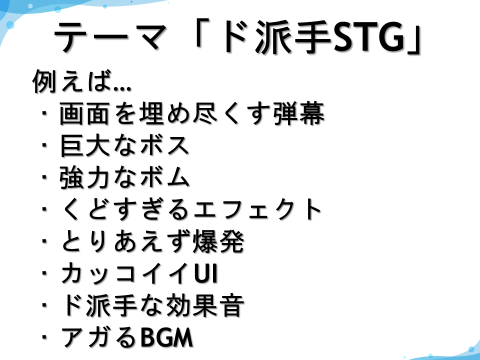 テーマ「ド派手STG」
例えば…
・画面を埋め尽くす弾幕
・巨大なボス
・強力なボム
・くどすぎるエフェクト
・とりあえず爆発
・カッコイイUI
・ド派手な効果音
・アガるBGM